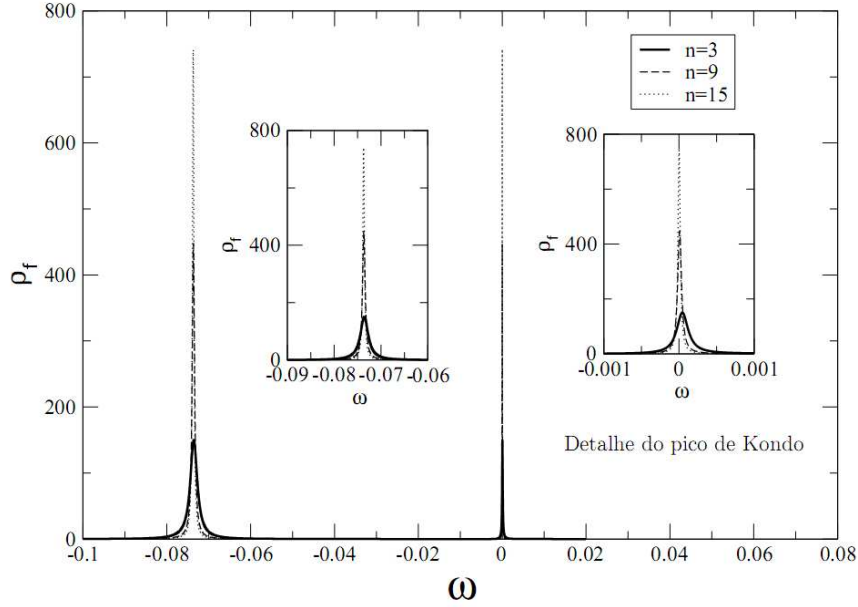 800
600
400
200
0
ρf
-0.1
-0.08
-0.06
-0.04
-0.02
0
0.02
0.04
0.06
0.08
ω
n=3
n=9
n=15
800
400
0
ρf
-0.09
-0.08
-0.07
-0.06
ω
800
400
0
ρf
-0.001
0
0.001
ω
Detalhe do pico de Kondo